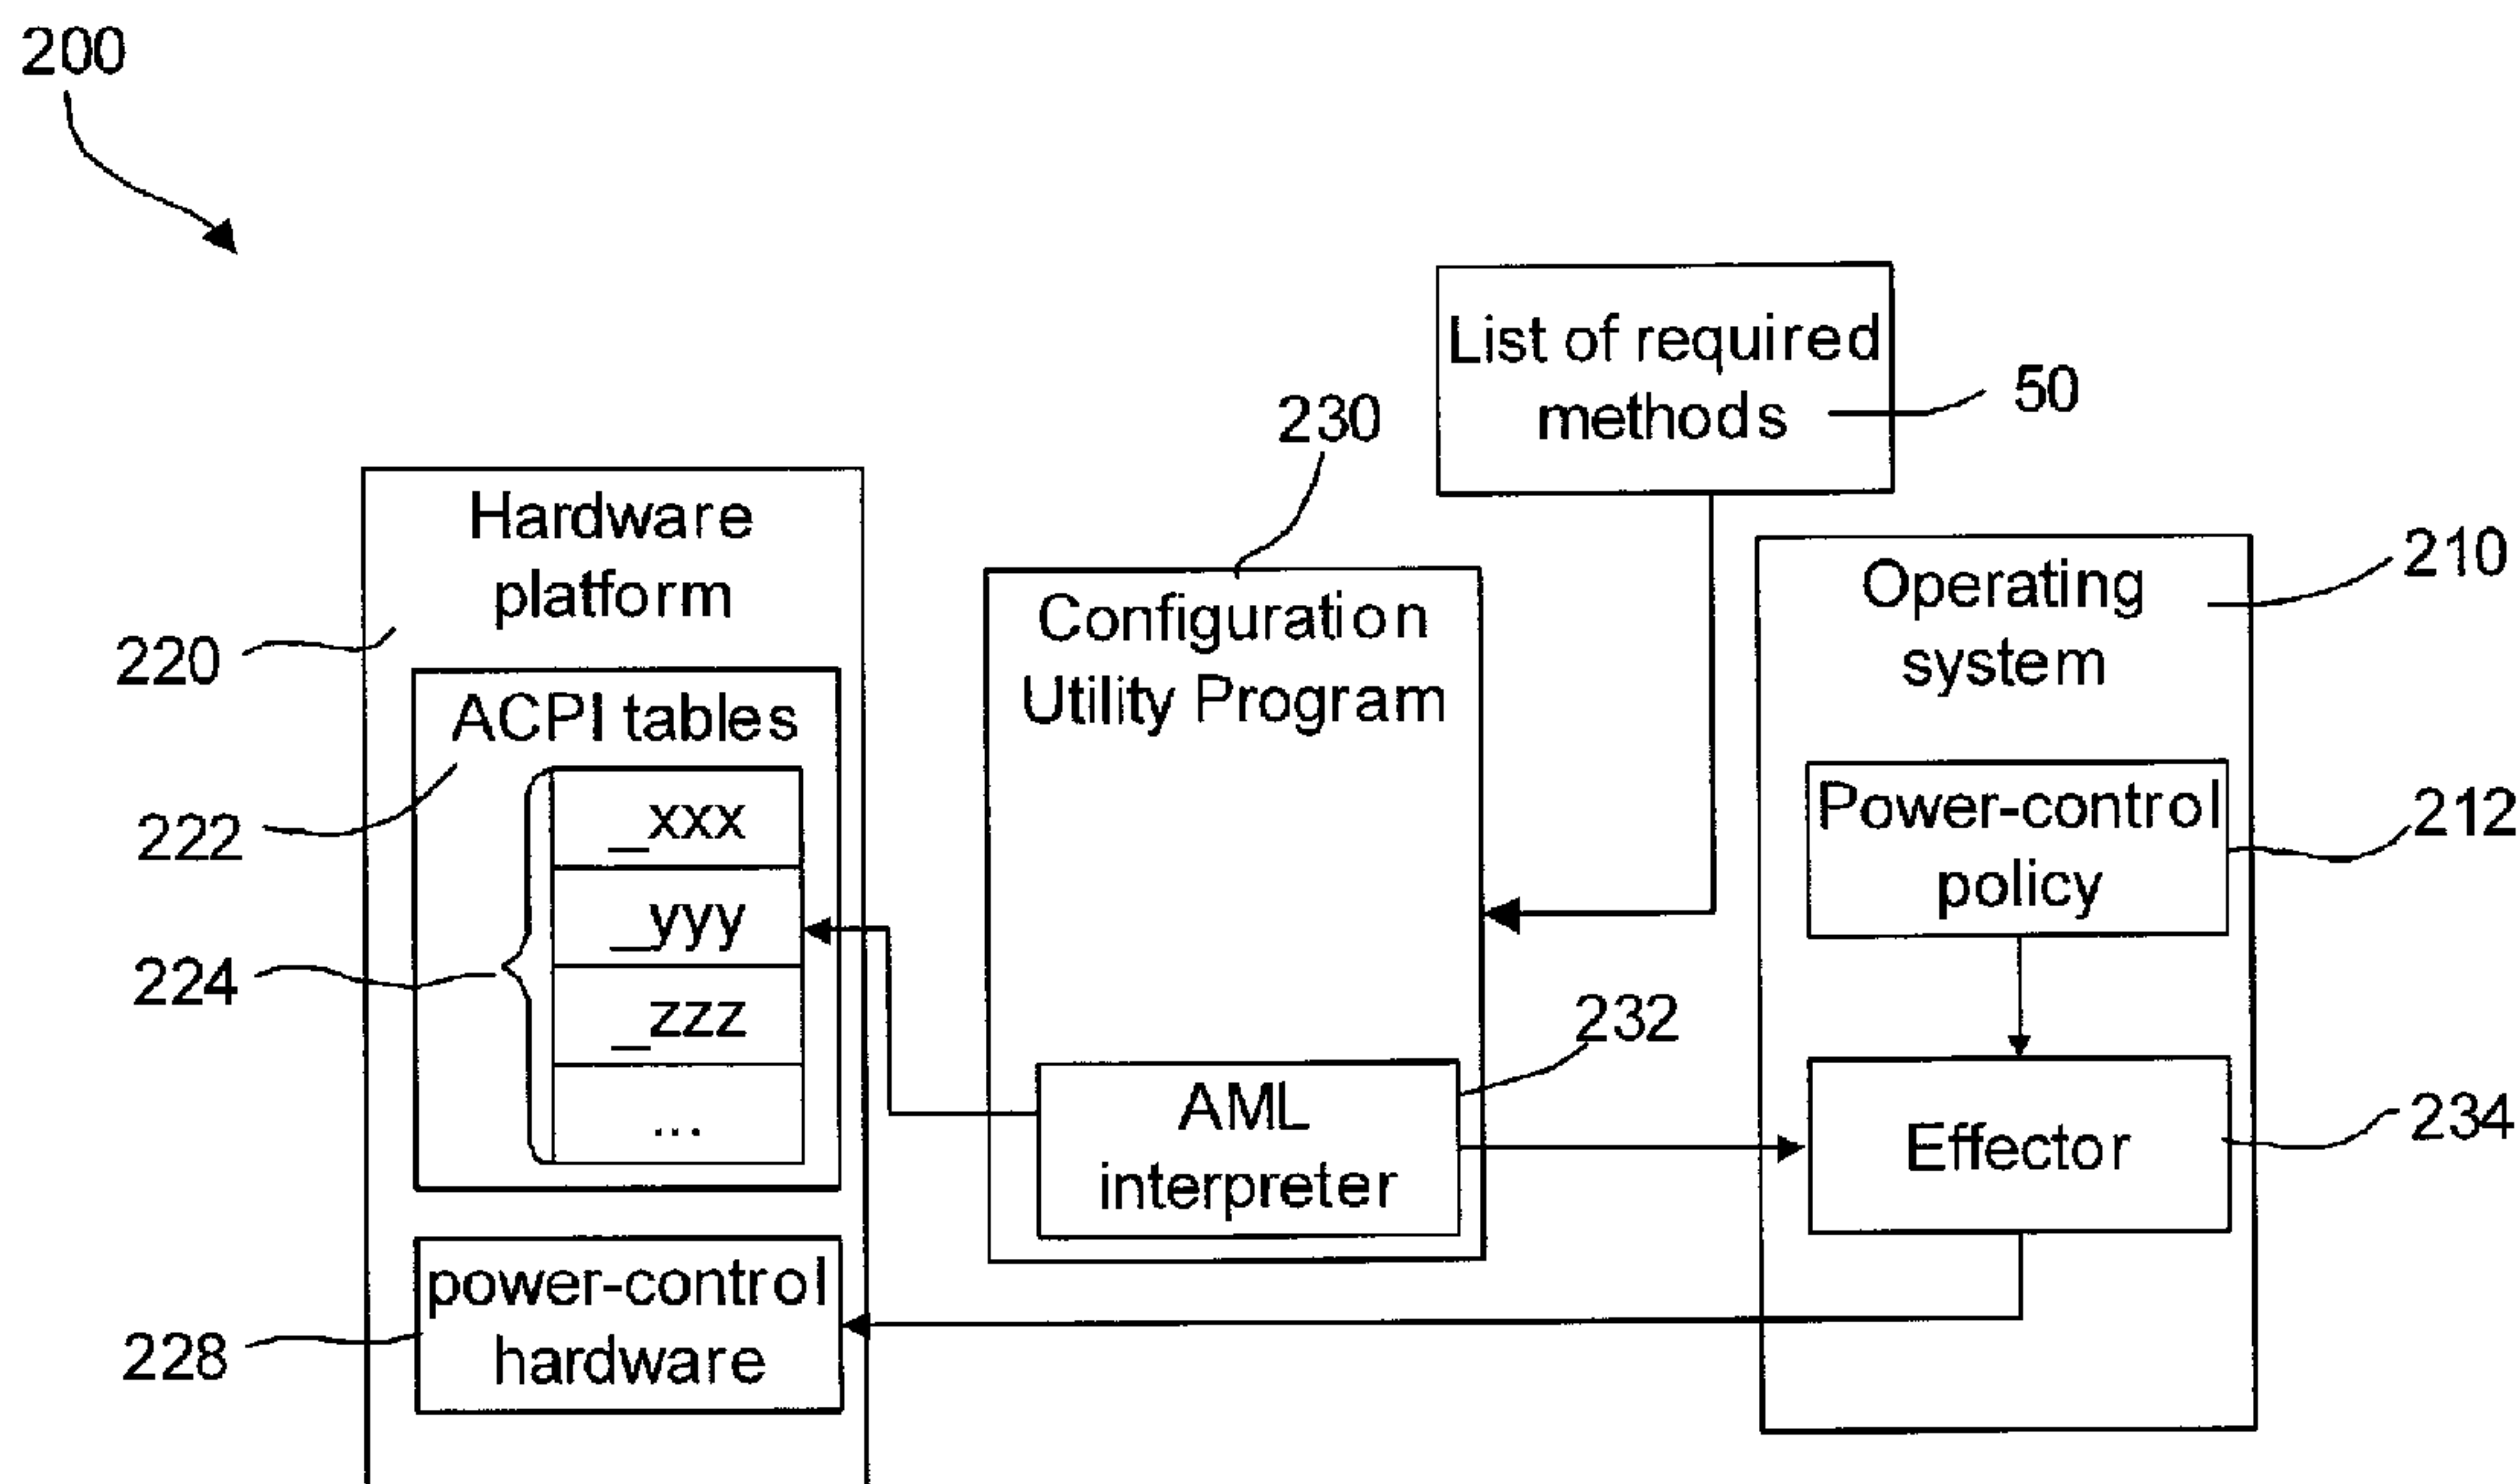 200
List of required
methods
50
230
Hardware
platform
220
Configuration
Utility Program
Operating
system
210
ACPI tables
222
_xxx
_yyy
_zzz
...
224
Power-control
policy
212
232
AML
interpreter
Effector
234
power-control
hardware
228